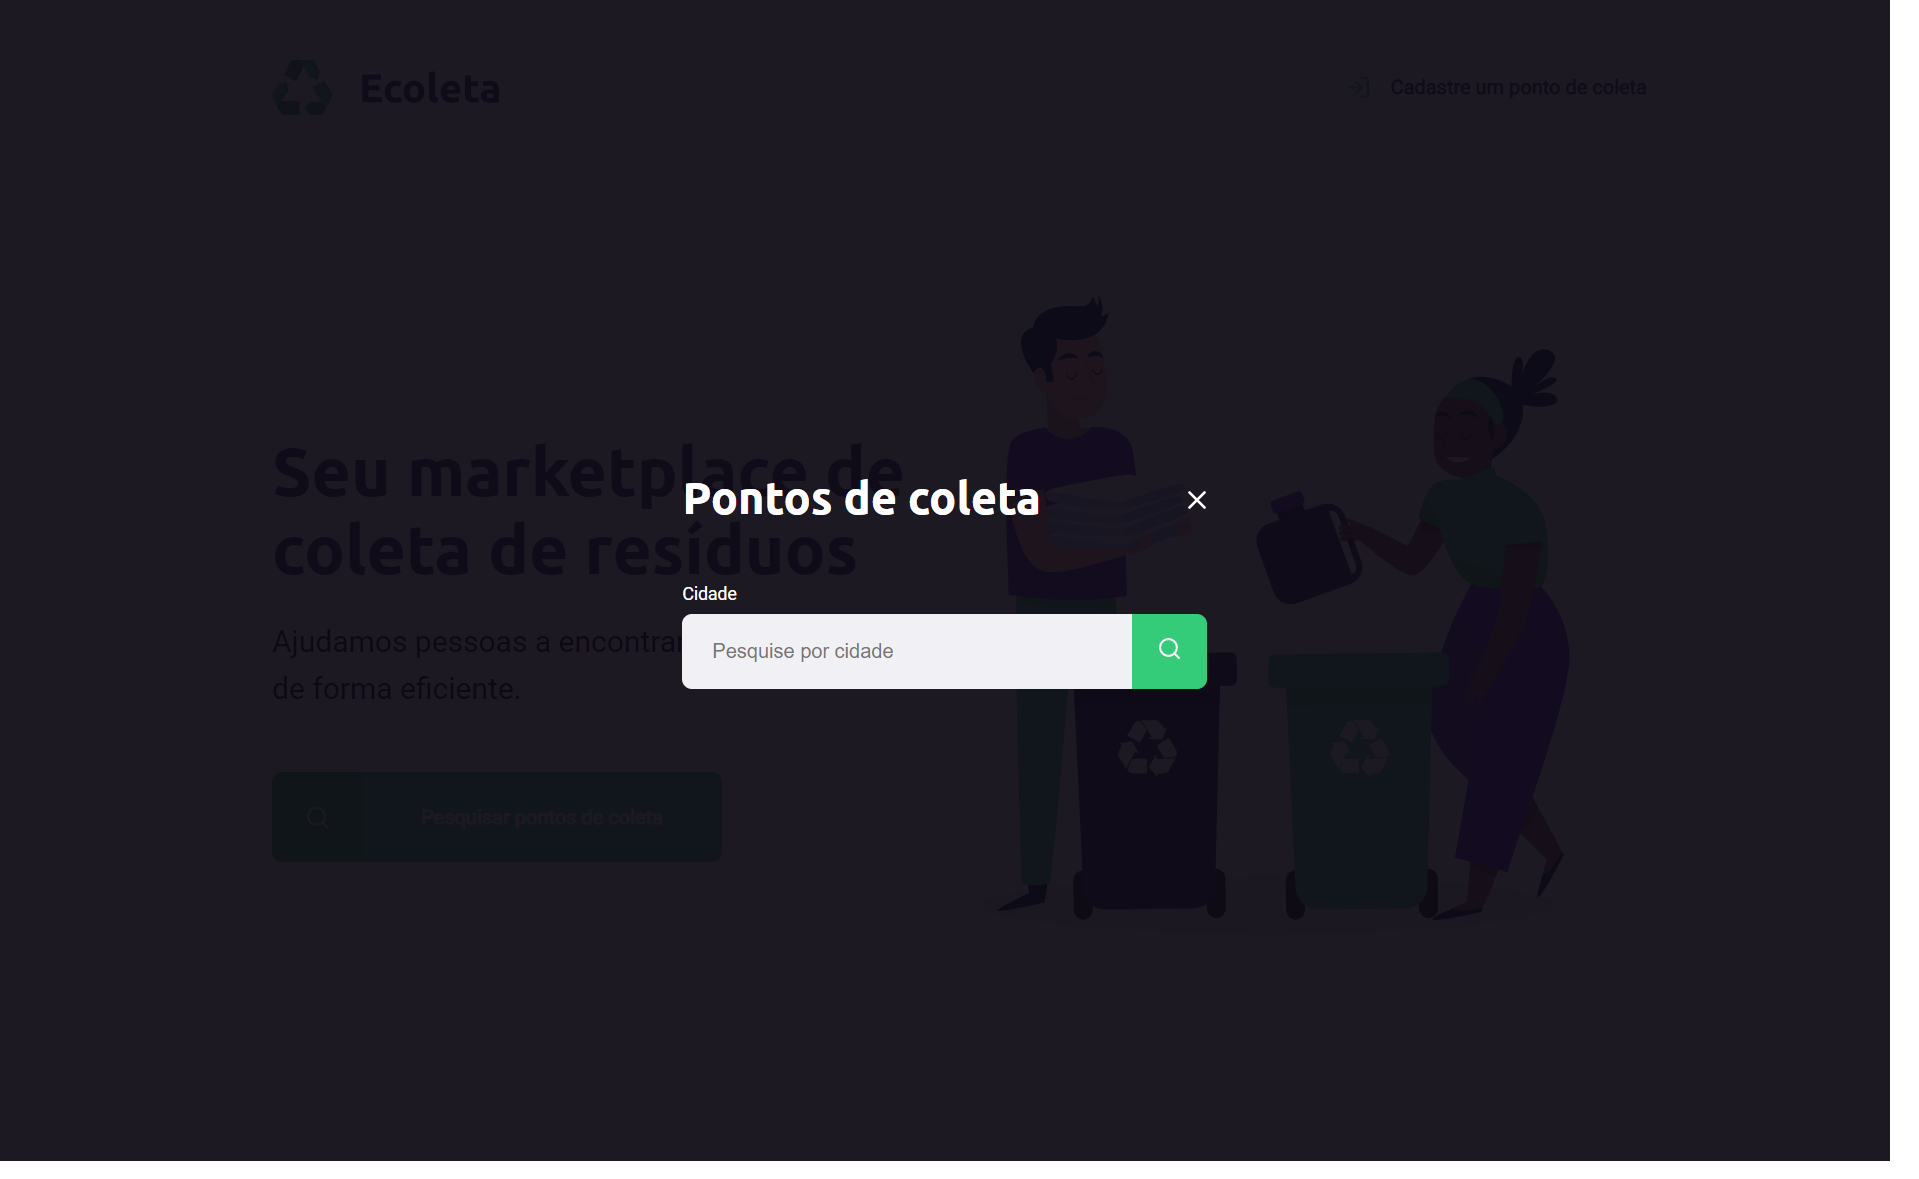 Ecoleta
Cadastre um ponto de coleta
Seu marketplace de
coleta de resíduos
Ajudamos pessoas a encontrar
de forma eficiente.
Pesquisar pontos de coleta
Pontos de coleta
Cidade
Pesquise por cidade